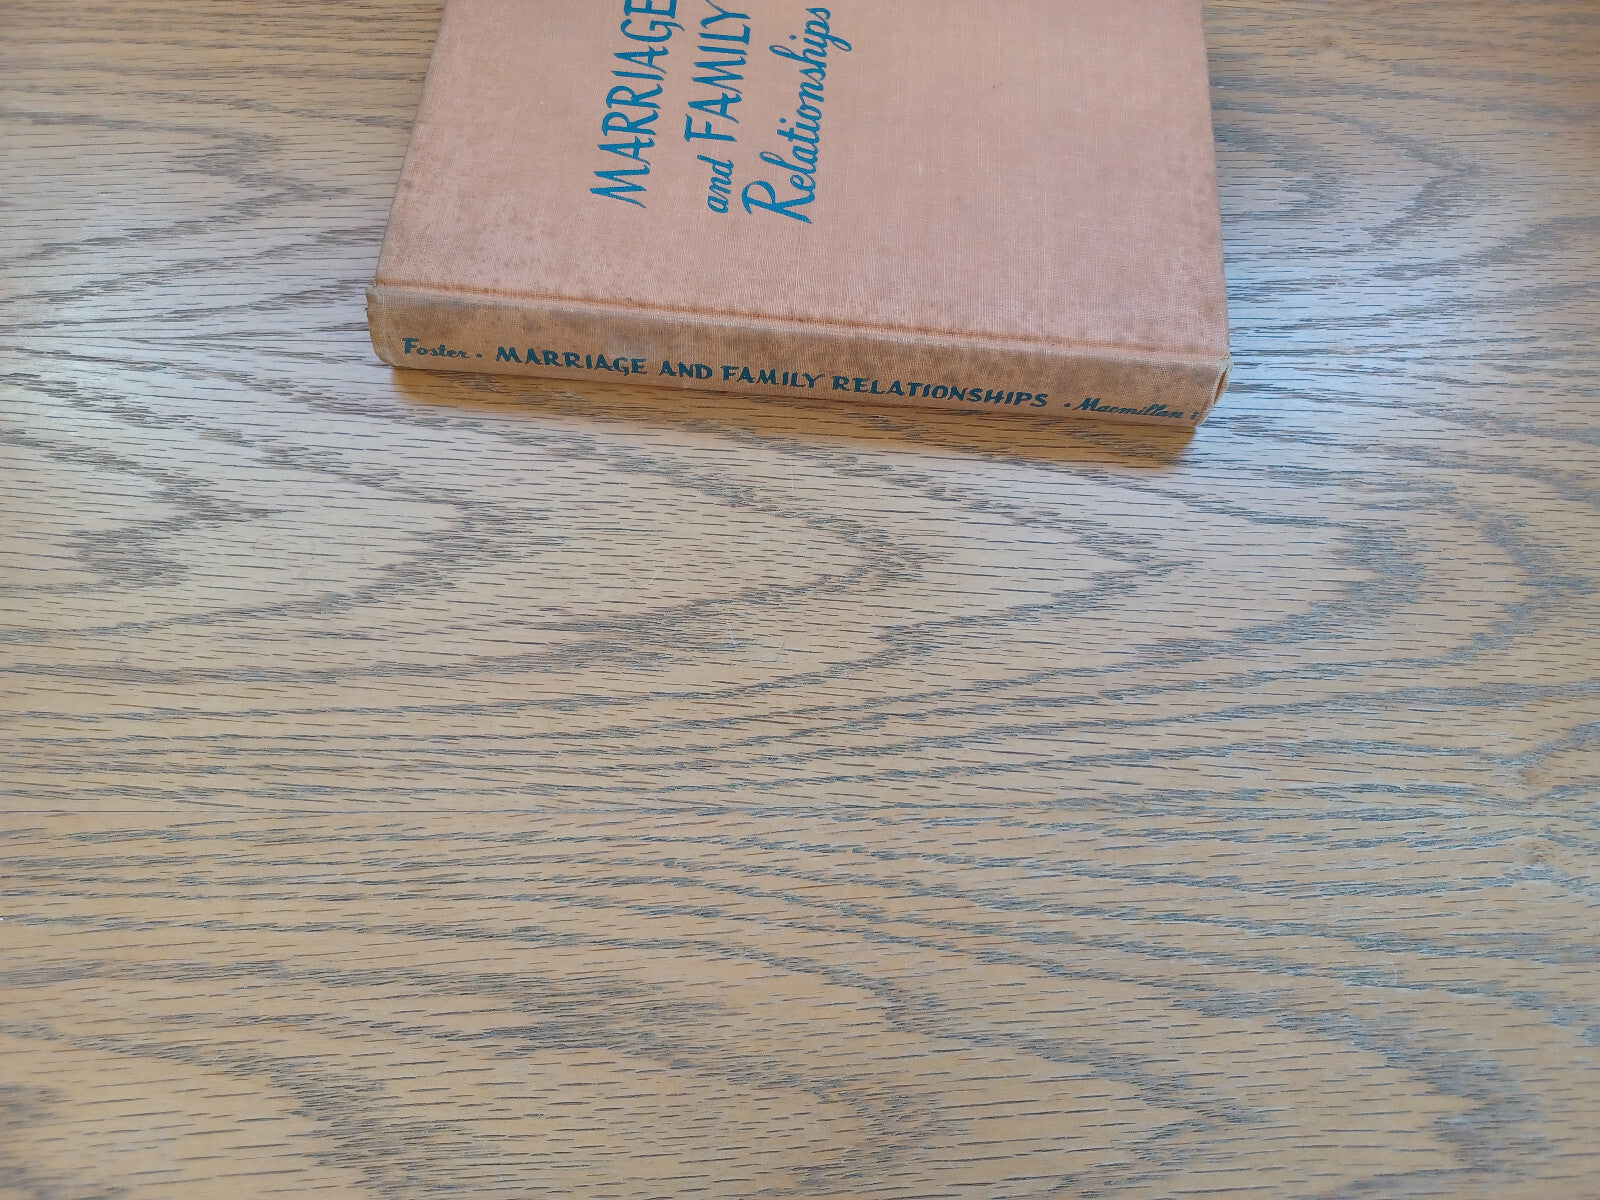 MARRIAGE
and FAMILY
Relationships
Foster • MARRIAGE AND FAMILY RELATIONSHIPS • Macmillan